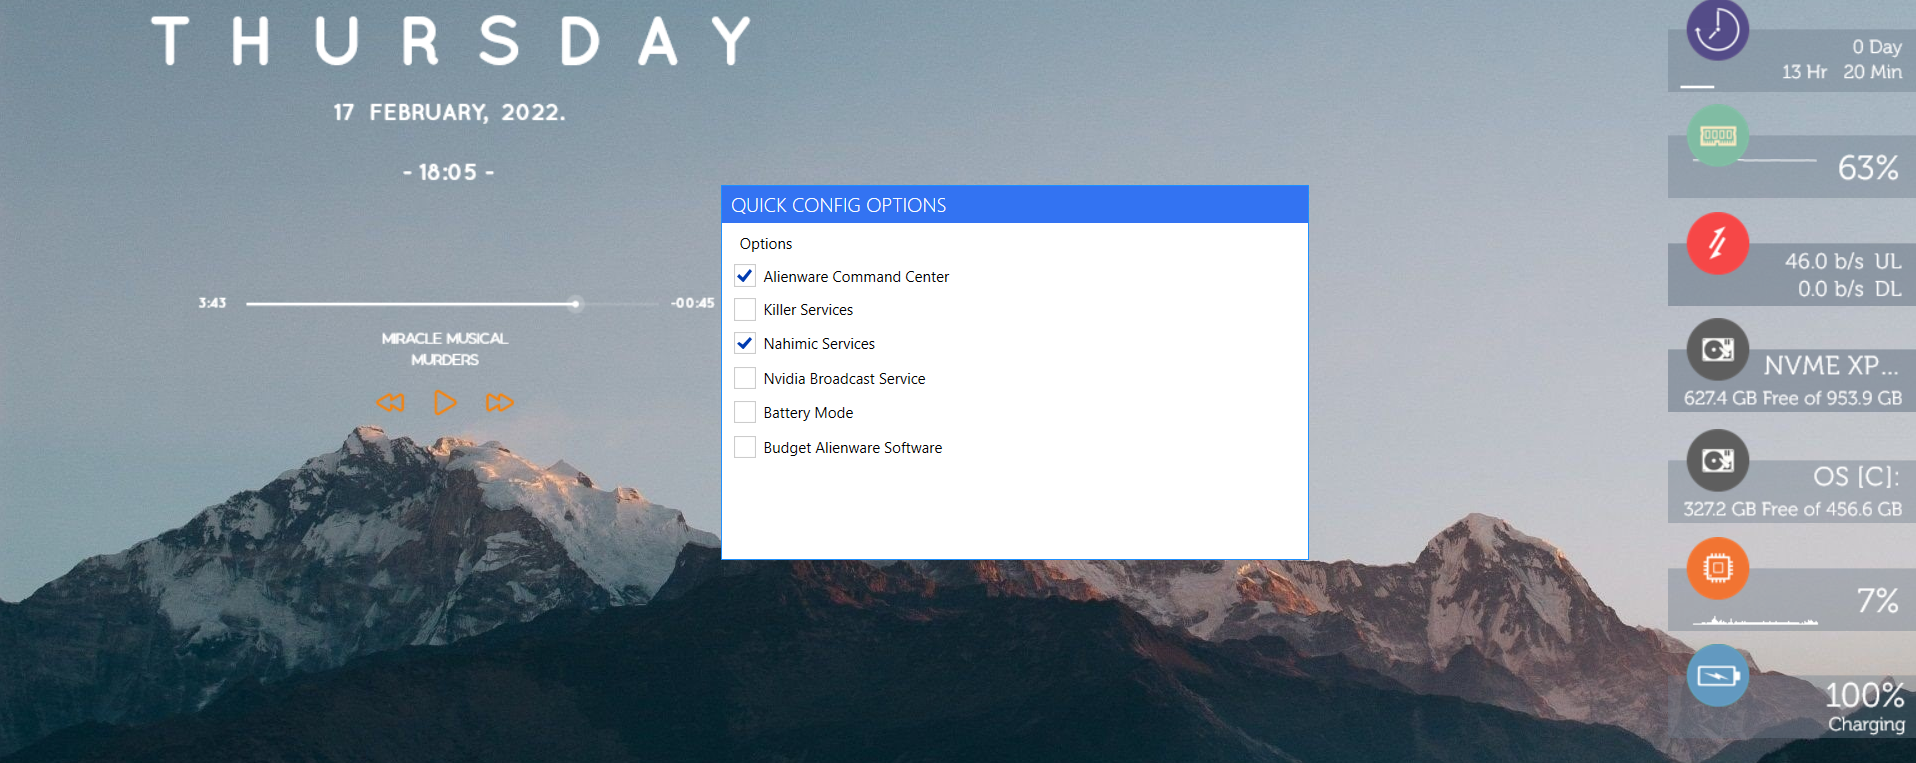 THURSDAY
17 FEBRUARY, 2022.
- 18:05 -
3:43
-00:45
MIRACLE MUSICAL
MURDERS
QUICK CONFIG OPTIONS
Options
Alienware Command Center
Killer Services
Nahimic Services
Nvidia Broadcast Service
Battery Mode
Budget Alienware Software
0 Day
13 Hr 20 Min
63%
46.0 b/s UL
0.0 b/s DL
NVME XP...
627.4 GB Free of 953.9 GB
OS [C]:
327.2 GB Free of 456.6 GB
7%
100%
Charging